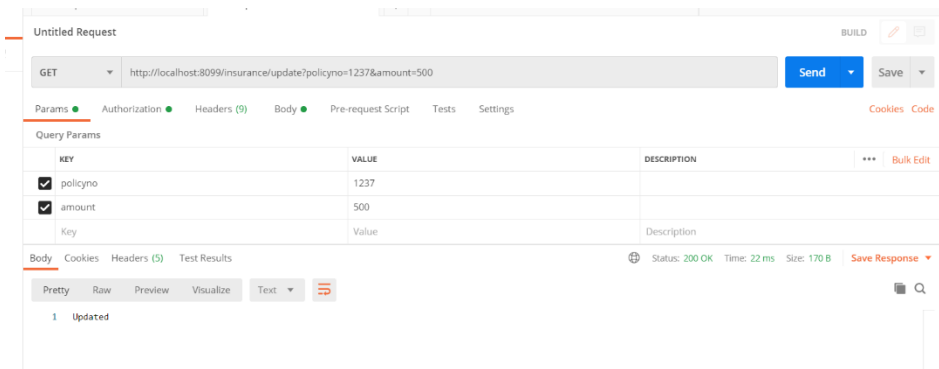 Untitled Request BUILD
GET http://localhost:8099/insurance/update?policyno=1237&amount=500 Send Save
Params Authorization Headers (9) Body Pre-request Script Tests Settings Cookies Code
Query Params
KEY VALUE DESCRIPTION ••• Bulk Edit
policyno 1237
amount 500
Key Value Description
Body Cookies Headers (5) Test Results Status: 200 OK Time: 22 ms Size: 170 B Save Response
Pretty Raw Preview Visualize Text
1 Updated